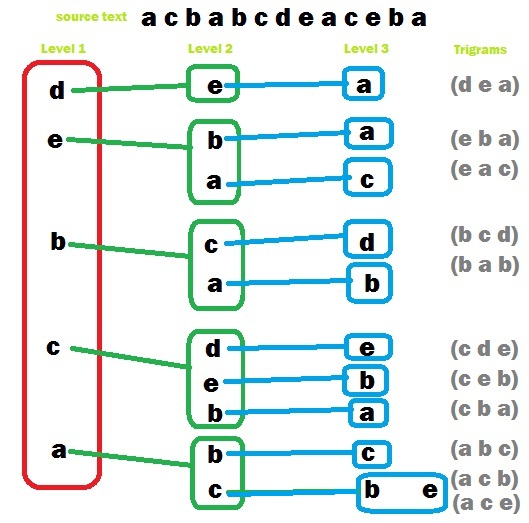 source text a c b a b c d e a c e b a
Level 1 Level 2 Level 3 Trigrams
d e a (d e a)
e b a (e b a)
a c (e a c)
b c d (b c d)
a b (b a b)
c d e (c d e)
e b (c e b)
b a (c b a)
a b c (a b c)
c b e (a c b)
(a c e)